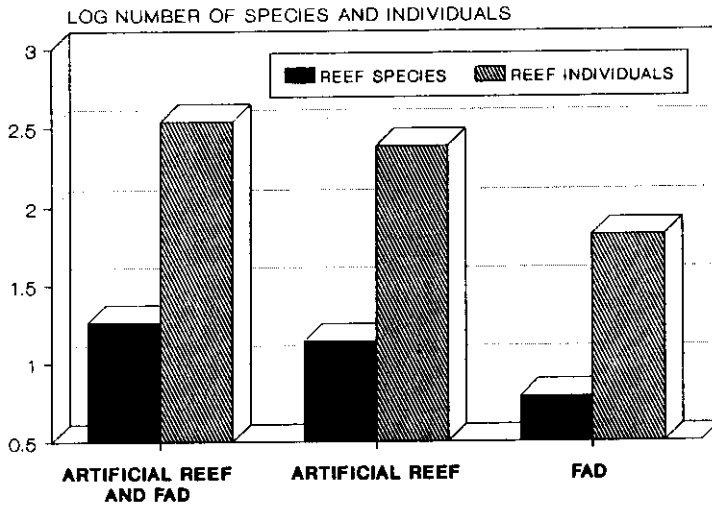 LOG NUMBER OF SPECIES AND INDIVIDUALS
3
2.5
2
1.5
1
0.5
REEF SPECIES
REEF INDIVIDUALS
ARTIFICIAL REEF
AND FAD
ARTIFICIAL REEF
FAD